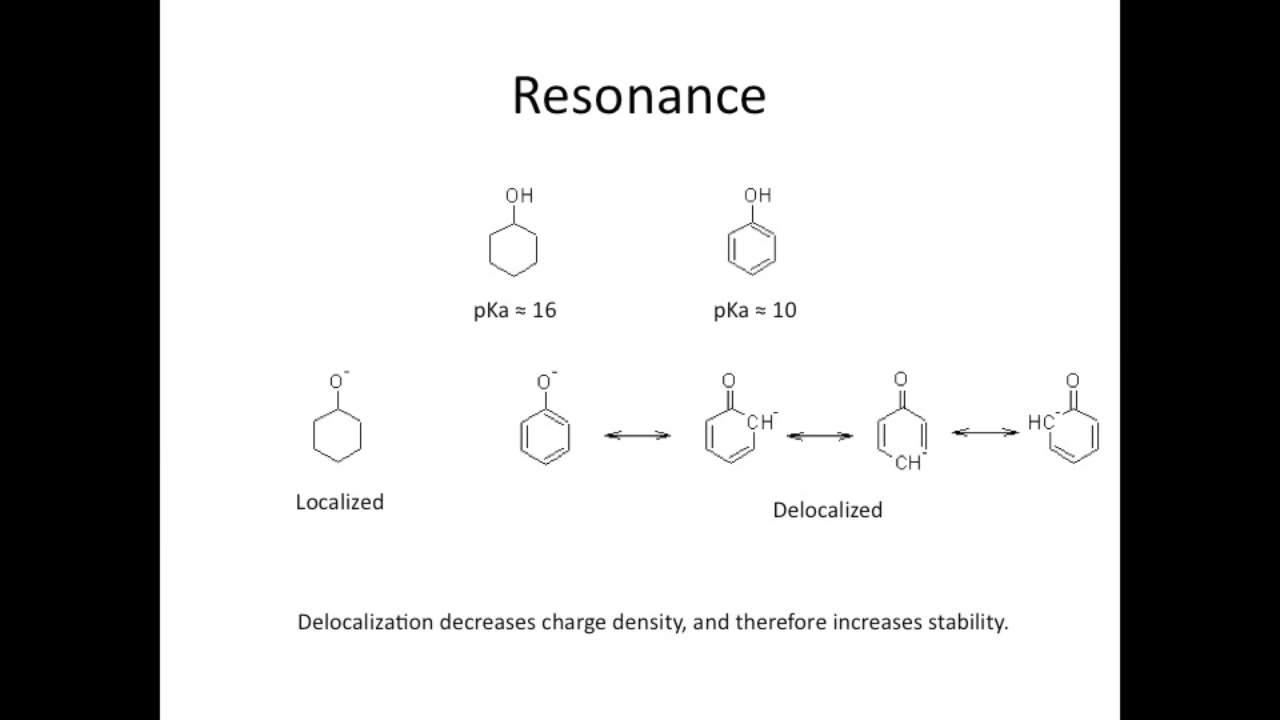 Resonance
OH
OH
pKa ≈ 16
pKa ≈ 10
O⁻
O⁻
O
CH⁻
O
CH⁻
O
HC⁻
Localized
Delocalized
Delocalization decreases charge density, and therefore increases stability.